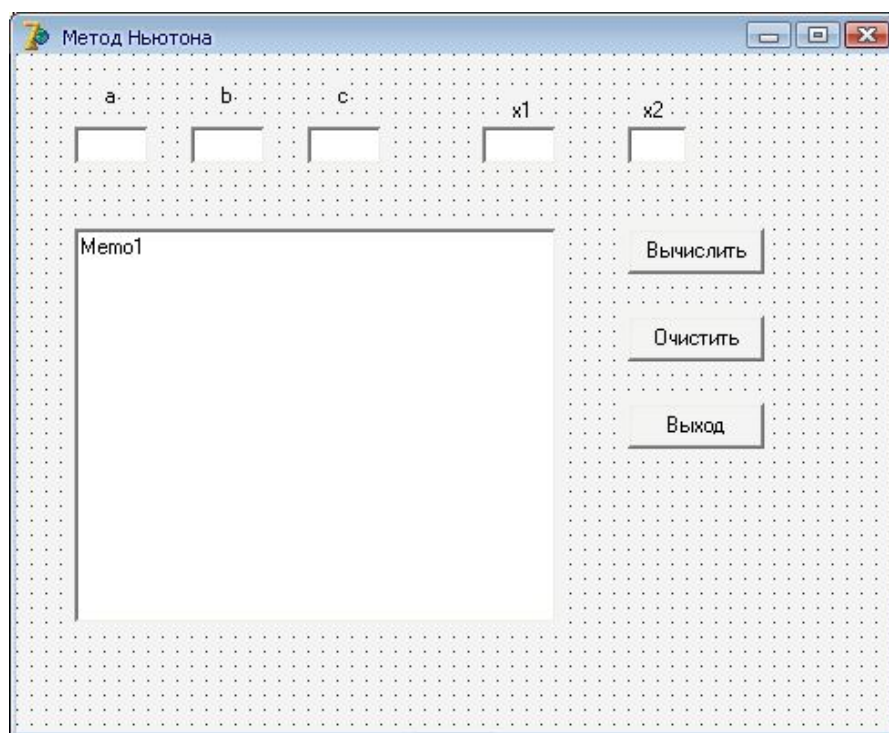 Метод Ньютона
a b c x1 x2
Memo1
Вычислить
Очистить
Выход